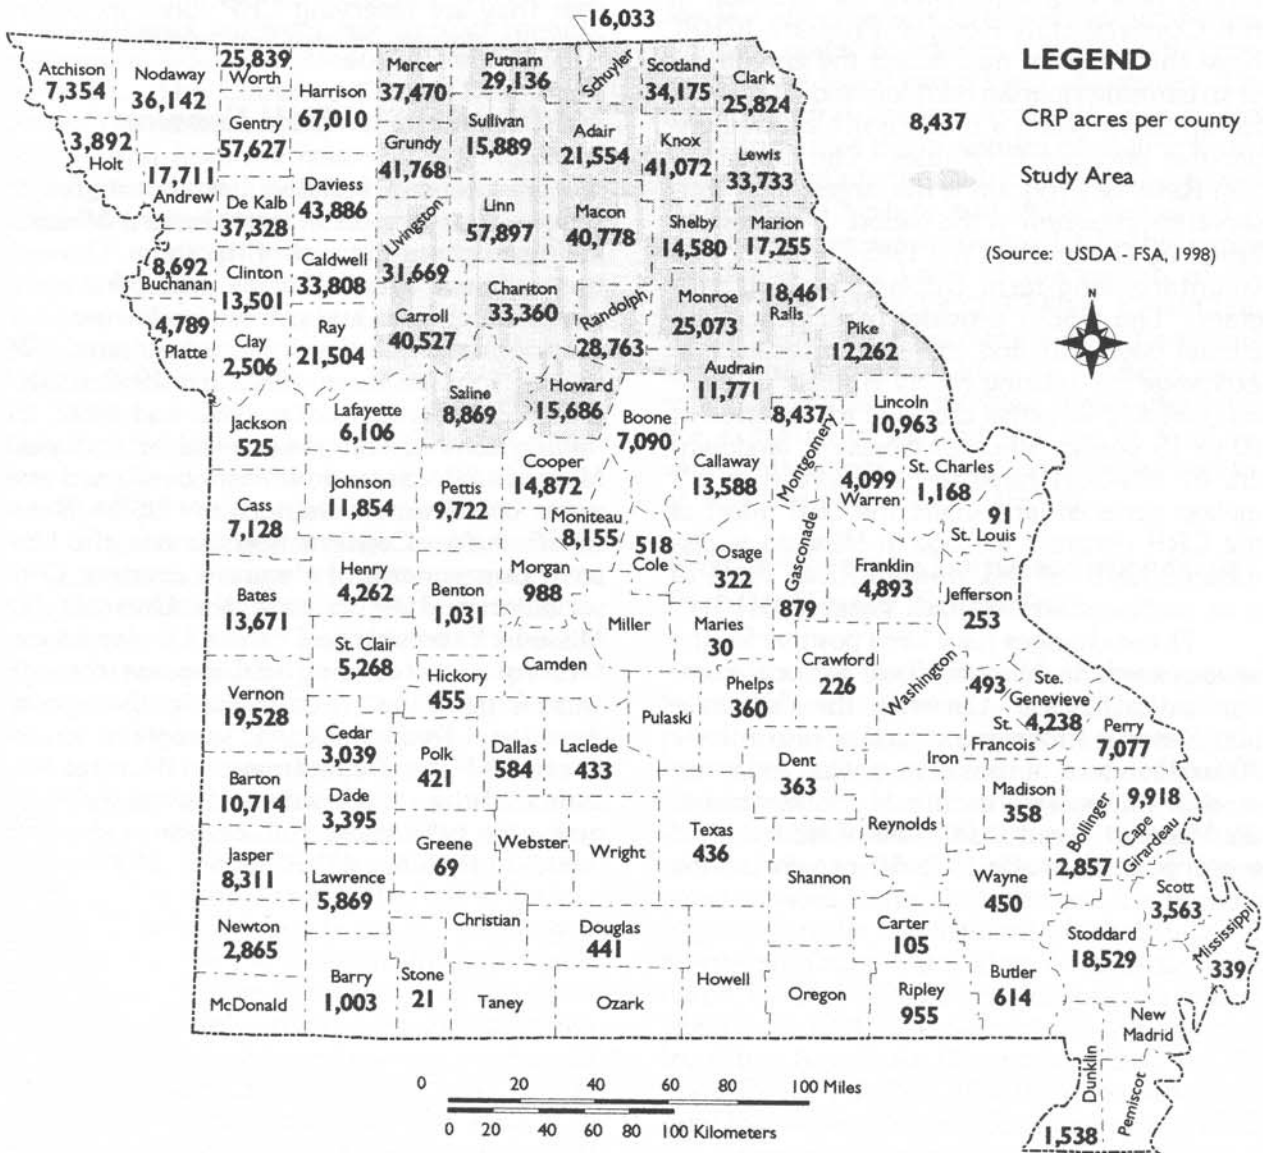 16,033
LEGEND
8,437 CRP acres per county
Study Area
(Source: USDA - FSA, 1998)
N
Atchison
7,354
Nodaway
36,142
25,839
Worth
Harrison
67,010
Mercer
37,470
Putnam
29,136
Schuyler
Scotland
34,175
Clark
25,824
3,892
Holt
Gentry
57,627
Grundy
41,768
Sullivan
15,889
Adair
21,554
Knox
41,072
Lewis
33,733
17,711
Andrew
De Kalb
37,328
Daviess
43,886
Livingston
31,669
Linn
57,897
Macon
40,778
Shelby
14,580
Marion
17,255
8,692
Buchanan
Clinton
13,501
Caldwell
33,808
Carroll
40,527
Chariton
33,360
Randolph
28,763
Monroe
25,073
18,461
Ralls
Pike
12,262
4,789
Platte
Clay
2,506
Ray
21,504
Saline
8,869
Howard
15,686
Boone
7,090
Audrain
11,771
8,437
Montgomery
Lincoln
10,963
Jackson
525
Lafayette
6,106
Cooper
14,872
Callaway
13,588
4,099
Warren
St. Charles
1,168
Cass
7,128
Johnson
11,854
Pettis
9,722
Moniteau
8,155
518
Cole
Osage
322
Gasconade
879
Franklin
4,893
91
St. Louis
Jefferson
253
Bates
13,671
Henry
4,262
Benton
1,031
Morgan
988
Miller
Maries
30
St. Clair
5,268
Hickory
455
Camden
Phelps
360
Crawford
226
Washington
493
St.
Francois
Ste.
Genevieve
4,238
Perry
7,077
Vernon
19,528
Cedar
3,039
Polk
421
Dallas
584
Laclede
433
Pulaski
Dent
363
Iron
Madison
358
Bollinger
2,857
9,918
Cape
Girardeau
Barton
10,714
Dade
3,395
Greene
69
Webster
Wright
Texas
436
Reynolds
Shannon
Wayne
450
Scott
3,563
Mississippi
339
Jasper
8,311
Lawrence
5,869
Christian
Douglas
441
Carter
105
Stoddard
18,529
Newton
2,865
McDonald
Barry
1,003
Stone
21
Taney
Ozark
Howell
Oregon
Ripley
955
Butler
614
New
Madrid
Dunklin
1,538
Pemiscot
0 20 40 60 80 100 Miles
0 20 40 60 80 100 Kilometers